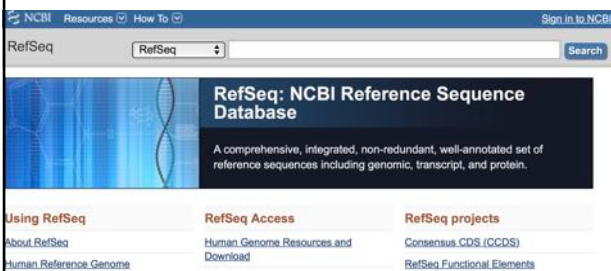 NCBI Resources How To Sign in to NCBI
RefSeq RefSeq Search
RefSeq: NCBI Reference Sequence
Database
A comprehensive, integrated, non-redundant, well-annotated set of
reference sequences including genomic, transcript, and protein.
Using RefSeq RefSeq Access RefSeq projects
About RefSeq Human Genome Resources and Consensus CDS (CCDS)
Download
Human Reference Genome RefSeq Functional Elements